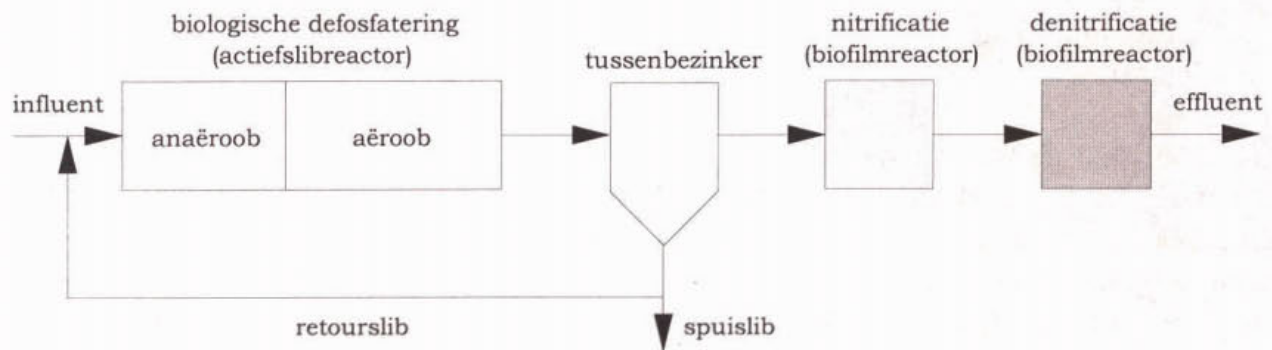 biologische defosfatering
(actiefslibreactor)
tussenbezinker
nitrificatie
(biofilmreactor)
denitrificatie
(biofilmreactor)
influent
anaëroob
aëroob
effluent
retourslib
spuislib